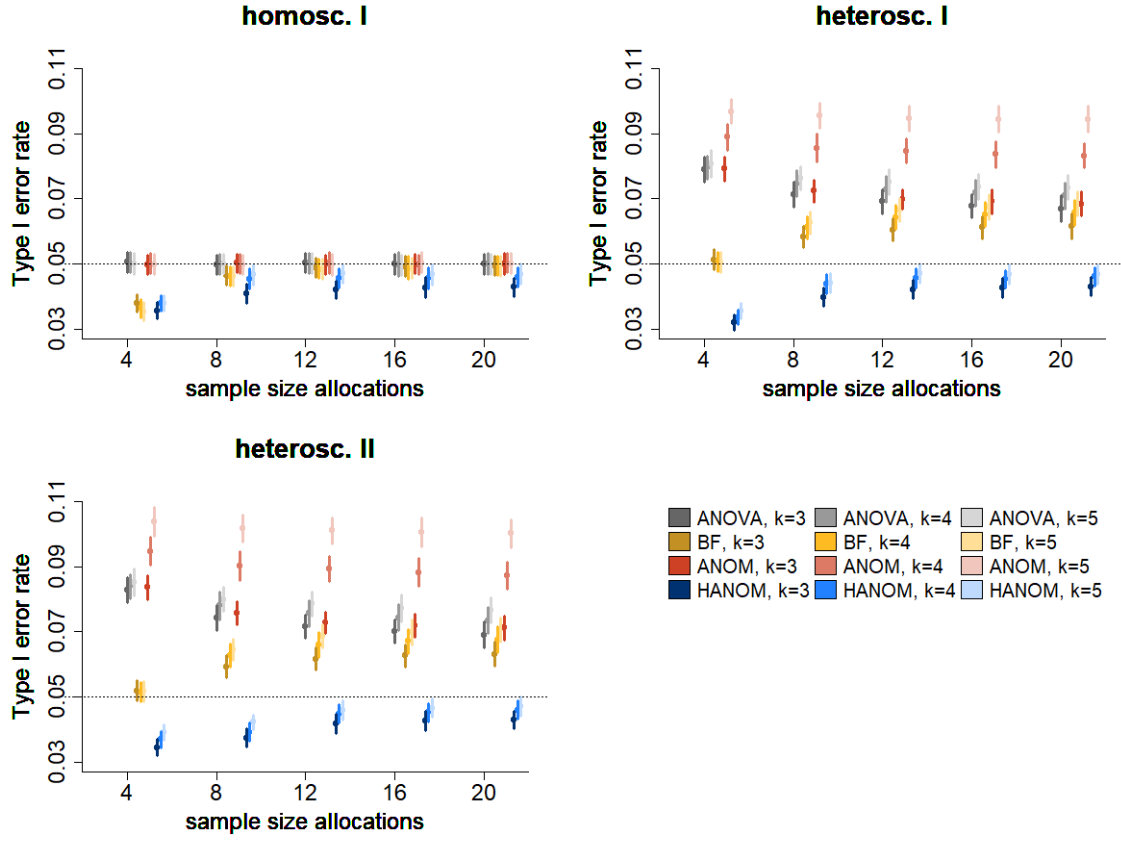 homosc. I
Type I error rate
0.11
0.09
0.07
0.05
0.03
4 8 12 16 20
sample size allocations
heterosc. I
Type I error rate
0.11
0.09
0.07
0.05
0.03
4 8 12 16 20
sample size allocations
heterosc. II
Type I error rate
0.11
0.09
0.07
0.05
0.03
4 8 12 16 20
sample size allocations
ANOVA, k=3 ANOVA, k=4 ANOVA, k=5
BF, k=3 BF, k=4 BF, k=5
ANOM, k=3 ANOM, k=4 ANOM, k=5
HANOM, k=3 HANOM, k=4 HANOM, k=5